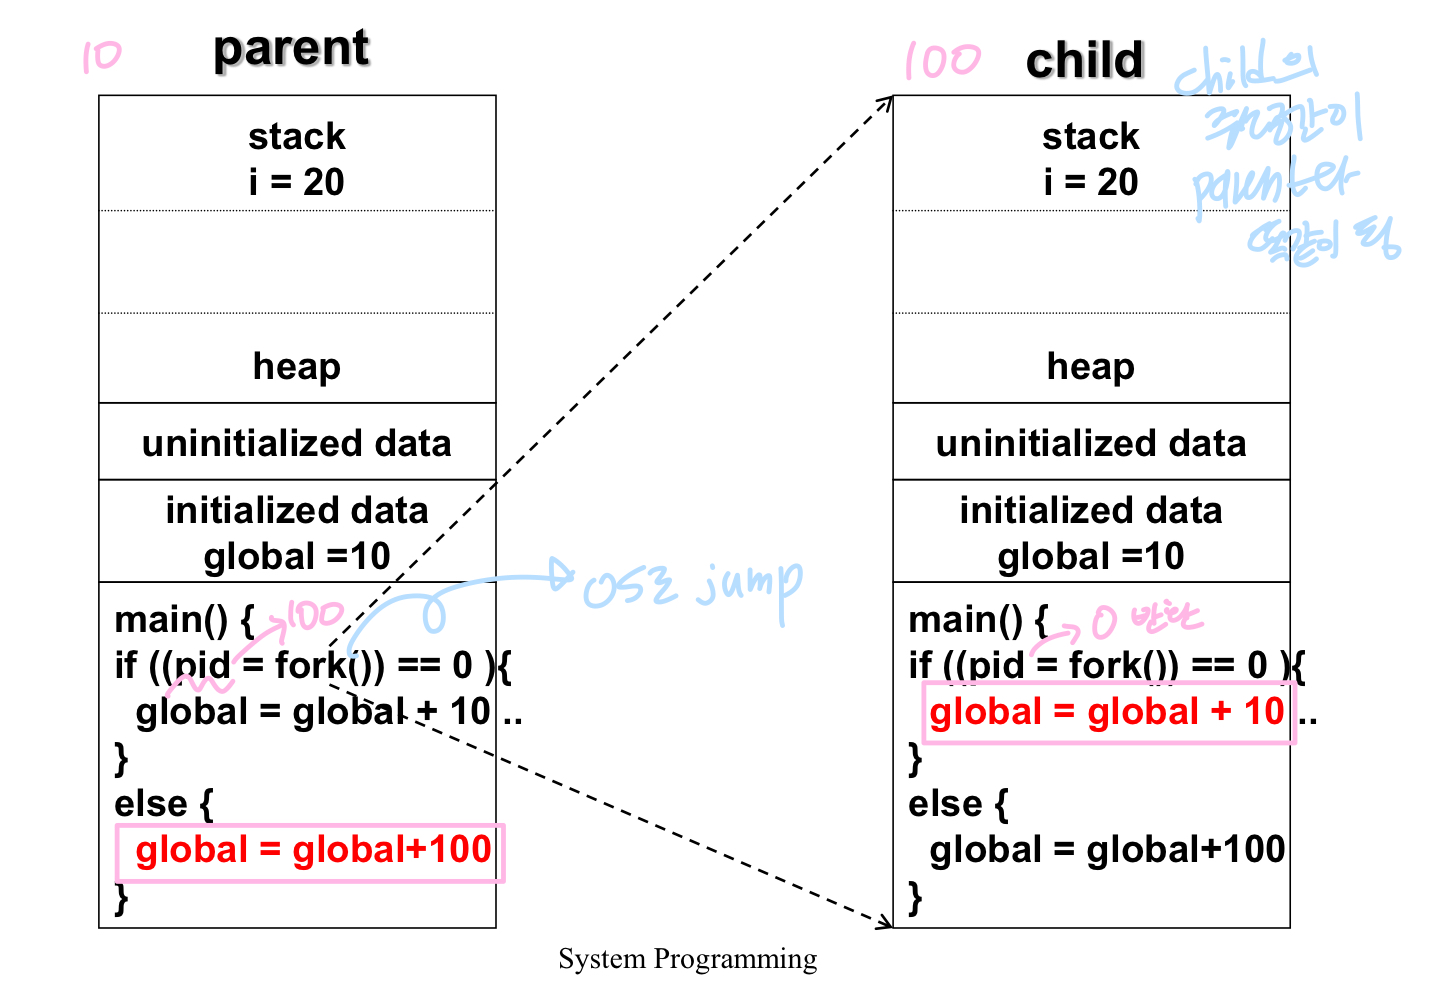 10
parent
stack
i = 20
heap
uninitialized data
initialized data
global =10
main() {
100
if ((pid = fork()) == 0 ){
global = global + 10 ..
}
else {
global = global+100
}
OS로 jump
100
child
child의
주소공간이
parent와
똑같이 됨
stack
i = 20
heap
uninitialized data
initialized data
global =10
main() {
0 반환
if ((pid = fork()) == 0 ){
global = global + 10 ..
}
else {
global = global+100
}
System Programming